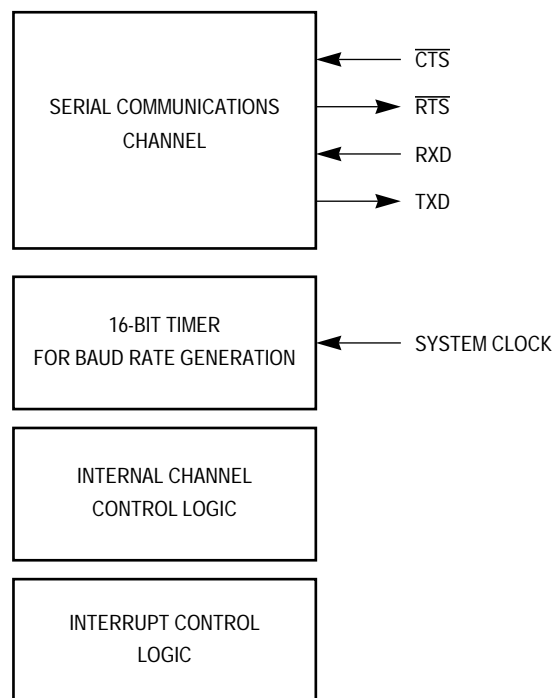 SERIAL COMMUNICATIONS
CHANNEL
CTS
RTS
RXD
TXD
16-BIT TIMER
FOR BAUD RATE GENERATION
SYSTEM CLOCK
INTERNAL CHANNEL
CONTROL LOGIC
INTERRUPT CONTROL
LOGIC